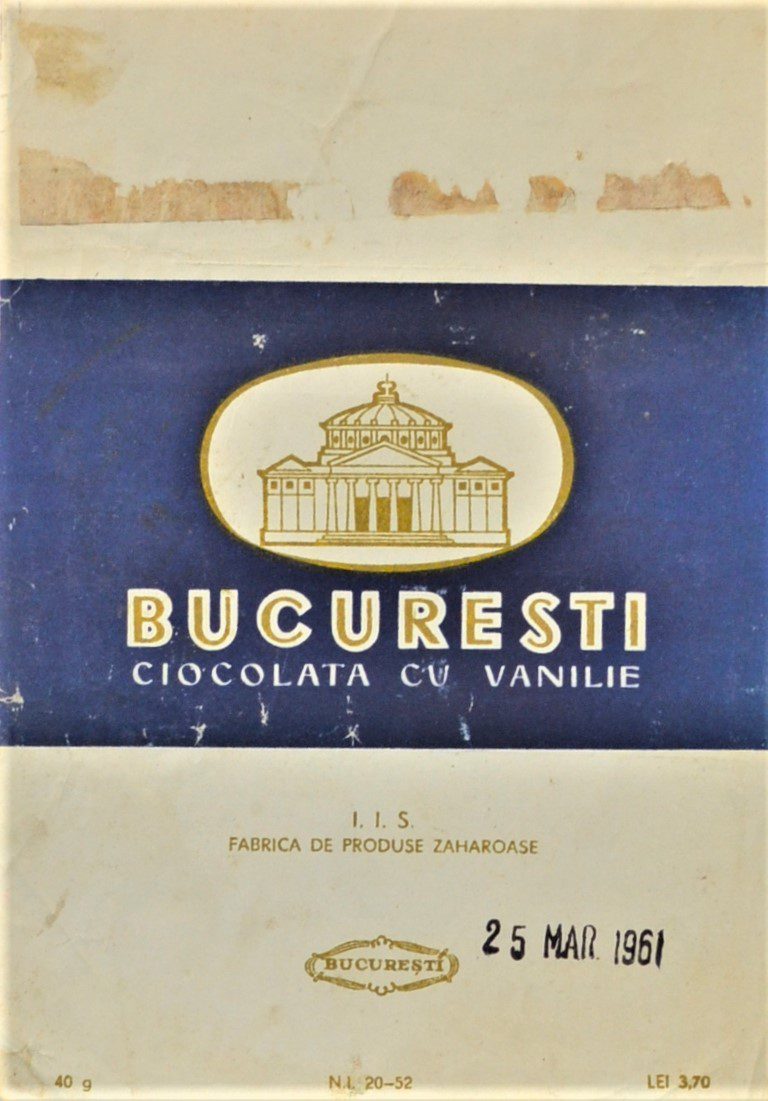 BUCURESTI
CIOCOLATA CU VANILIE
I. I. S.
FABRICA DE PRODUSE ZAHAROASE
BUCUREȘTI
25 MAR. 1961
40 g N.I. 20-52 LEI 3,70